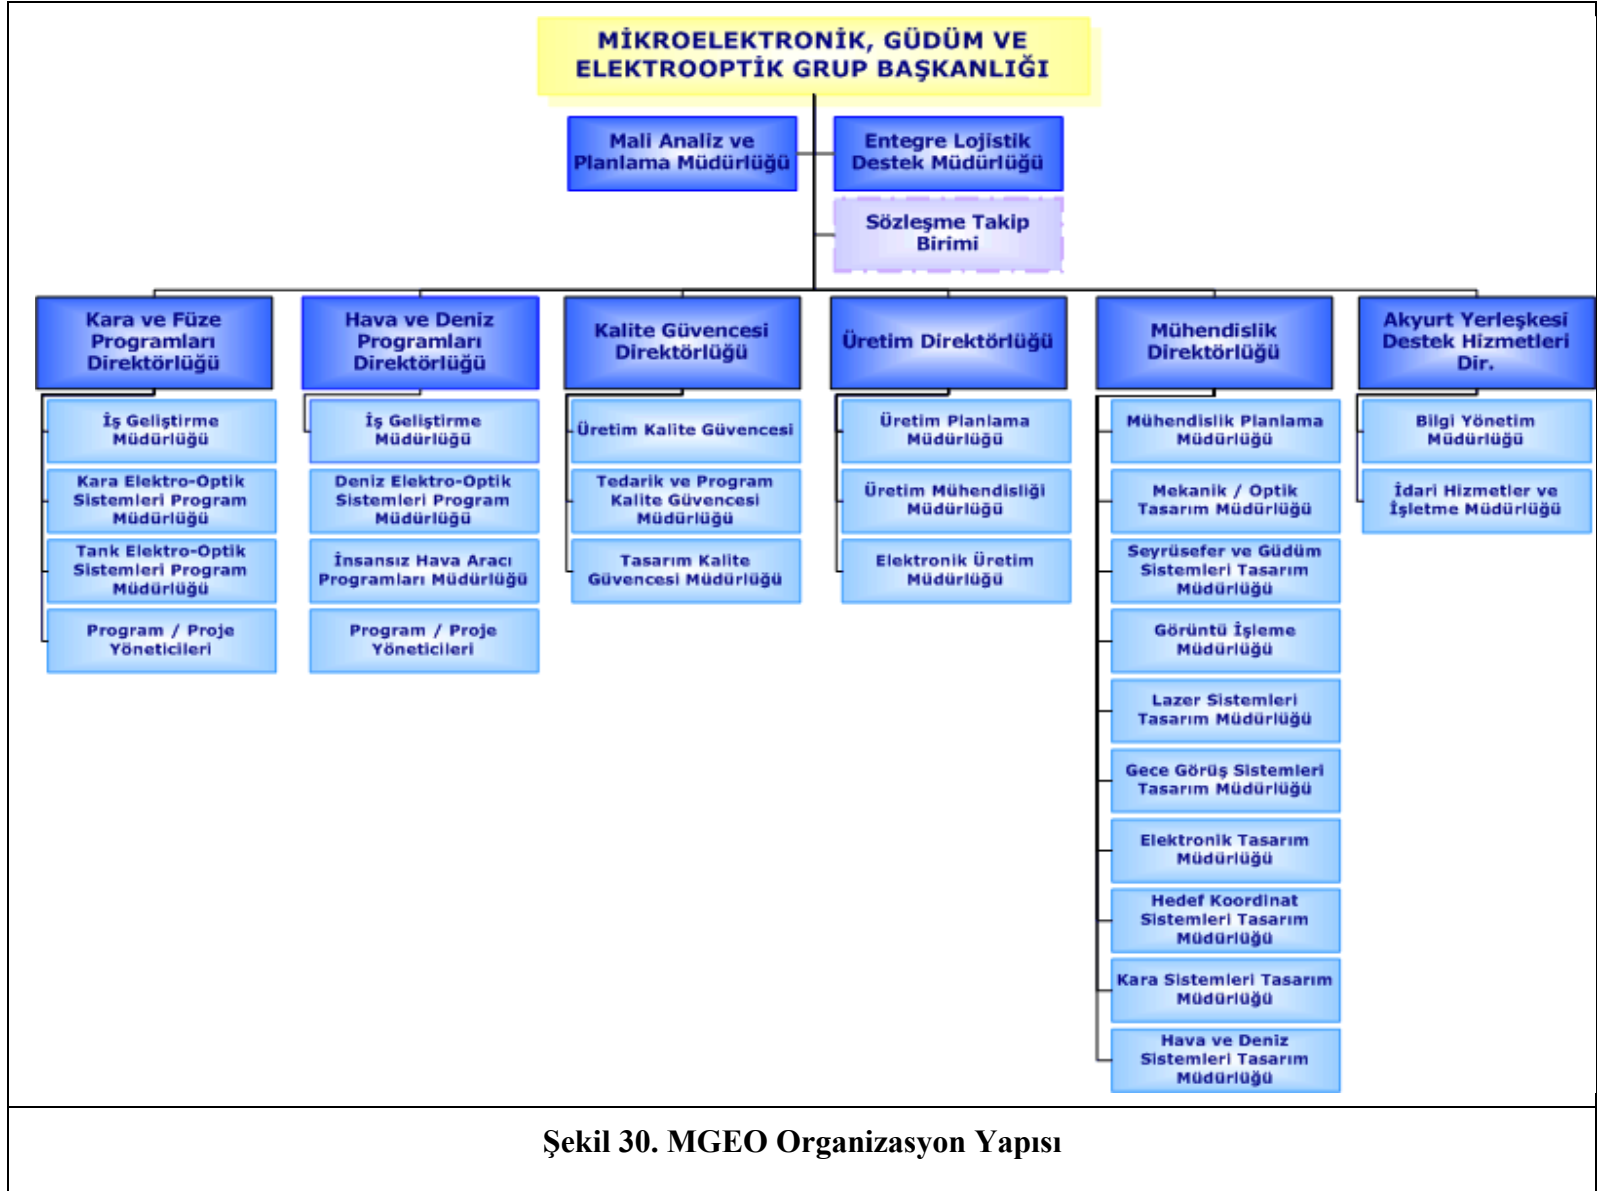 MİKROELEKTRONİK, GÜDÜM VE
ELEKTROOPTİK GRUP BAŞKANLIĞI
Mali Analiz ve
Planlama Müdürlüğü
Entegre Lojistik
Destek Müdürlüğü
Sözleşme Takip
Birimi
Kara ve Füze
Programları
Direktörlüğü
İş Geliştirme
Müdürlüğü
Kara Elektro-Optik
Sistemleri Program
Müdürlüğü
Tank Elektro-Optik
Sistemleri Program
Müdürlüğü
Program / Proje
Yöneticileri
Hava ve Deniz
Programları
Direktörlüğü
İş Geliştirme
Müdürlüğü
Deniz Elektro-Optik
Sistemleri Program
Müdürlüğü
İnsansız Hava Aracı
Programları Müdürlüğü
Program / Proje
Yöneticileri
Kalite Güvencesi
Direktörlüğü
Üretim Kalite Güvencesi
Tedarik ve Program
Kalite Güvencesi
Müdürlüğü
Tasarım Kalite
Güvencesi Müdürlüğü
Üretim Direktörlüğü
Üretim Planlama
Müdürlüğü
Üretim Mühendisliği
Müdürlüğü
Elektronik Üretim
Müdürlüğü
Mühendislik
Direktörlüğü
Mühendislik Planlama
Müdürlüğü
Mekanik / Optik
Tasarım Müdürlüğü
Seyrüsefer ve Güdüm
Sistemleri Tasarım
Müdürlüğü
Görüntü İşleme
Müdürlüğü
Lazer Sistemleri
Tasarım Müdürlüğü
Gece Görüş Sistemleri
Tasarım Müdürlüğü
Elektronik Tasarım
Müdürlüğü
Hedef Koordinat
Sistemleri Tasarım
Müdürlüğü
Kara Sistemleri Tasarım
Müdürlüğü
Hava ve Deniz
Sistemleri Tasarım
Müdürlüğü
Akyurt Yerleşkesi
Destek Hizmetleri
Dir.
Bilgi Yönetim
Müdürlüğü
İdari Hizmetler ve
İşletme Müdürlüğü
Şekil 30. MGEO Organizasyon Yapısı